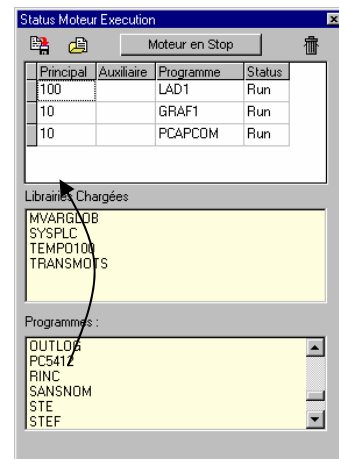 Status Moteur Execution
Moteur en Stop
Principal Auxiliaire Programme Status
100 LAD1 Run
10 GRAF1 Run
10 PCAPCOM Run
Librairies Chargées
MVARGLOB
SYSPLC
TEMPO100
TRANSMOTS
Programmes :
OUTLOG
PC5412
RINC
SANSNOM
STE
STEF